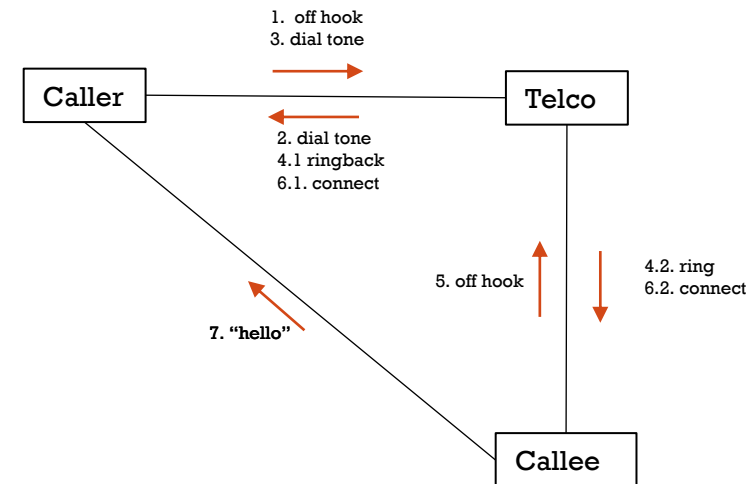 1. off hook
3. dial tone
Caller
Telco
2. dial tone
4.1 ringback
6.1. connect
5. off hook
4.2. ring
6.2. connect
7. “hello”
Callee